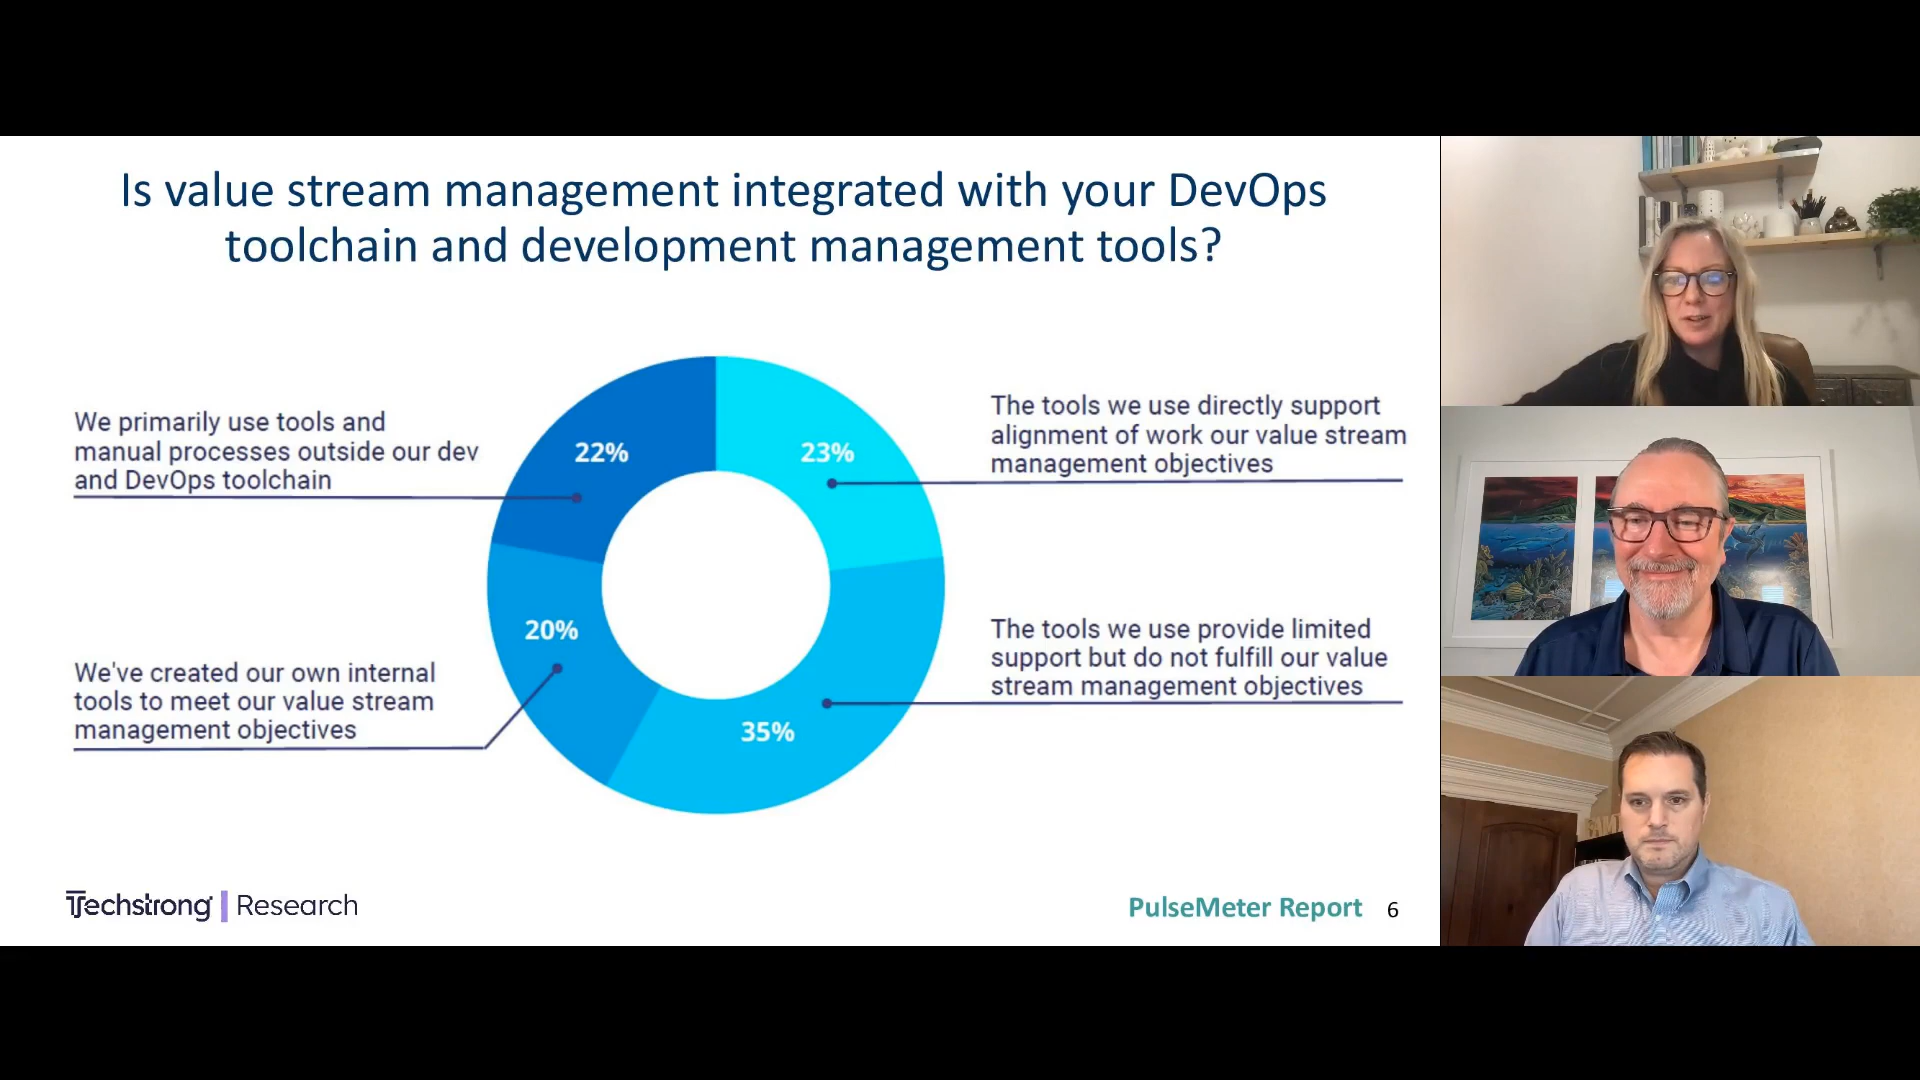 Is value stream management integrated with your DevOps
toolchain and development management tools?
We primarily use tools and
manual processes outside our dev
and DevOps toolchain
22%
23%
The tools we use directly support
alignment of work our value stream
management objectives
We've created our own internal
tools to meet our value stream
management objectives
20%
35%
The tools we use provide limited
support but do not fulfill our value
stream management objectives
Techstrong | Research
PulseMeter Report 6